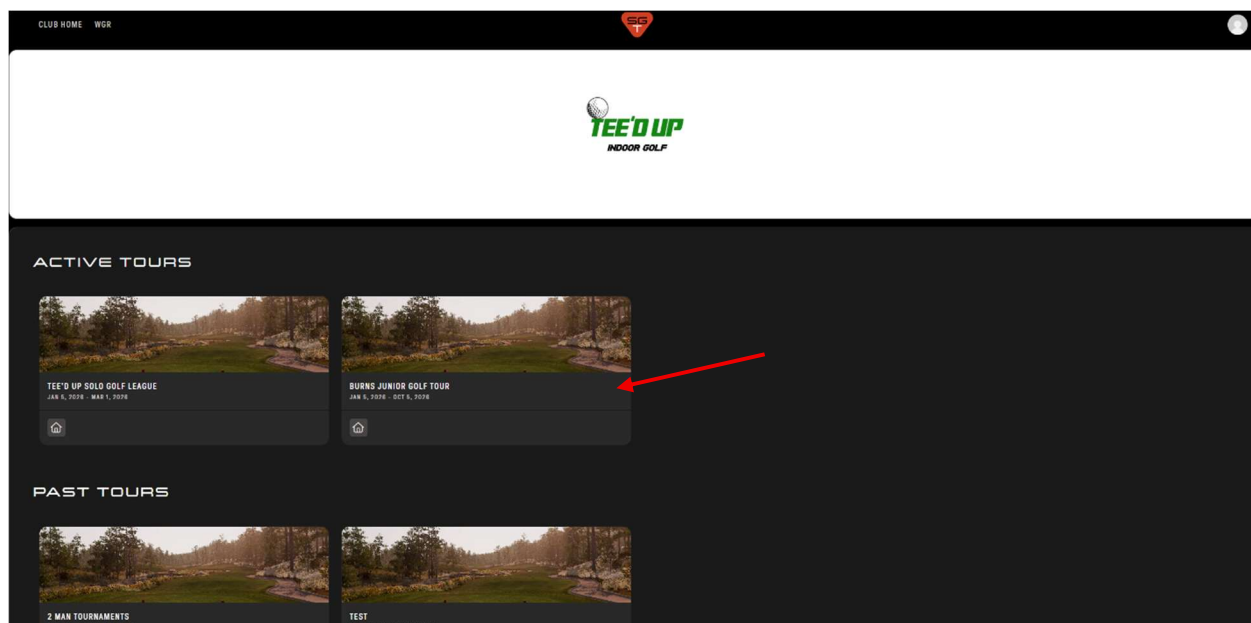 CLUB HOME WGR
SGT
TEE'D UP
INDOOR GOLF
ACTIVE TOURS
TEE'D UP SOLO GOLF LEAGUE
JAN 5, 2026 - MAR 1, 2026
BURNS JUNIOR GOLF TOUR
JAN 5, 2026 - OCT 5, 2026
PAST TOURS
2 MAN TOURNAMENTS
TEST